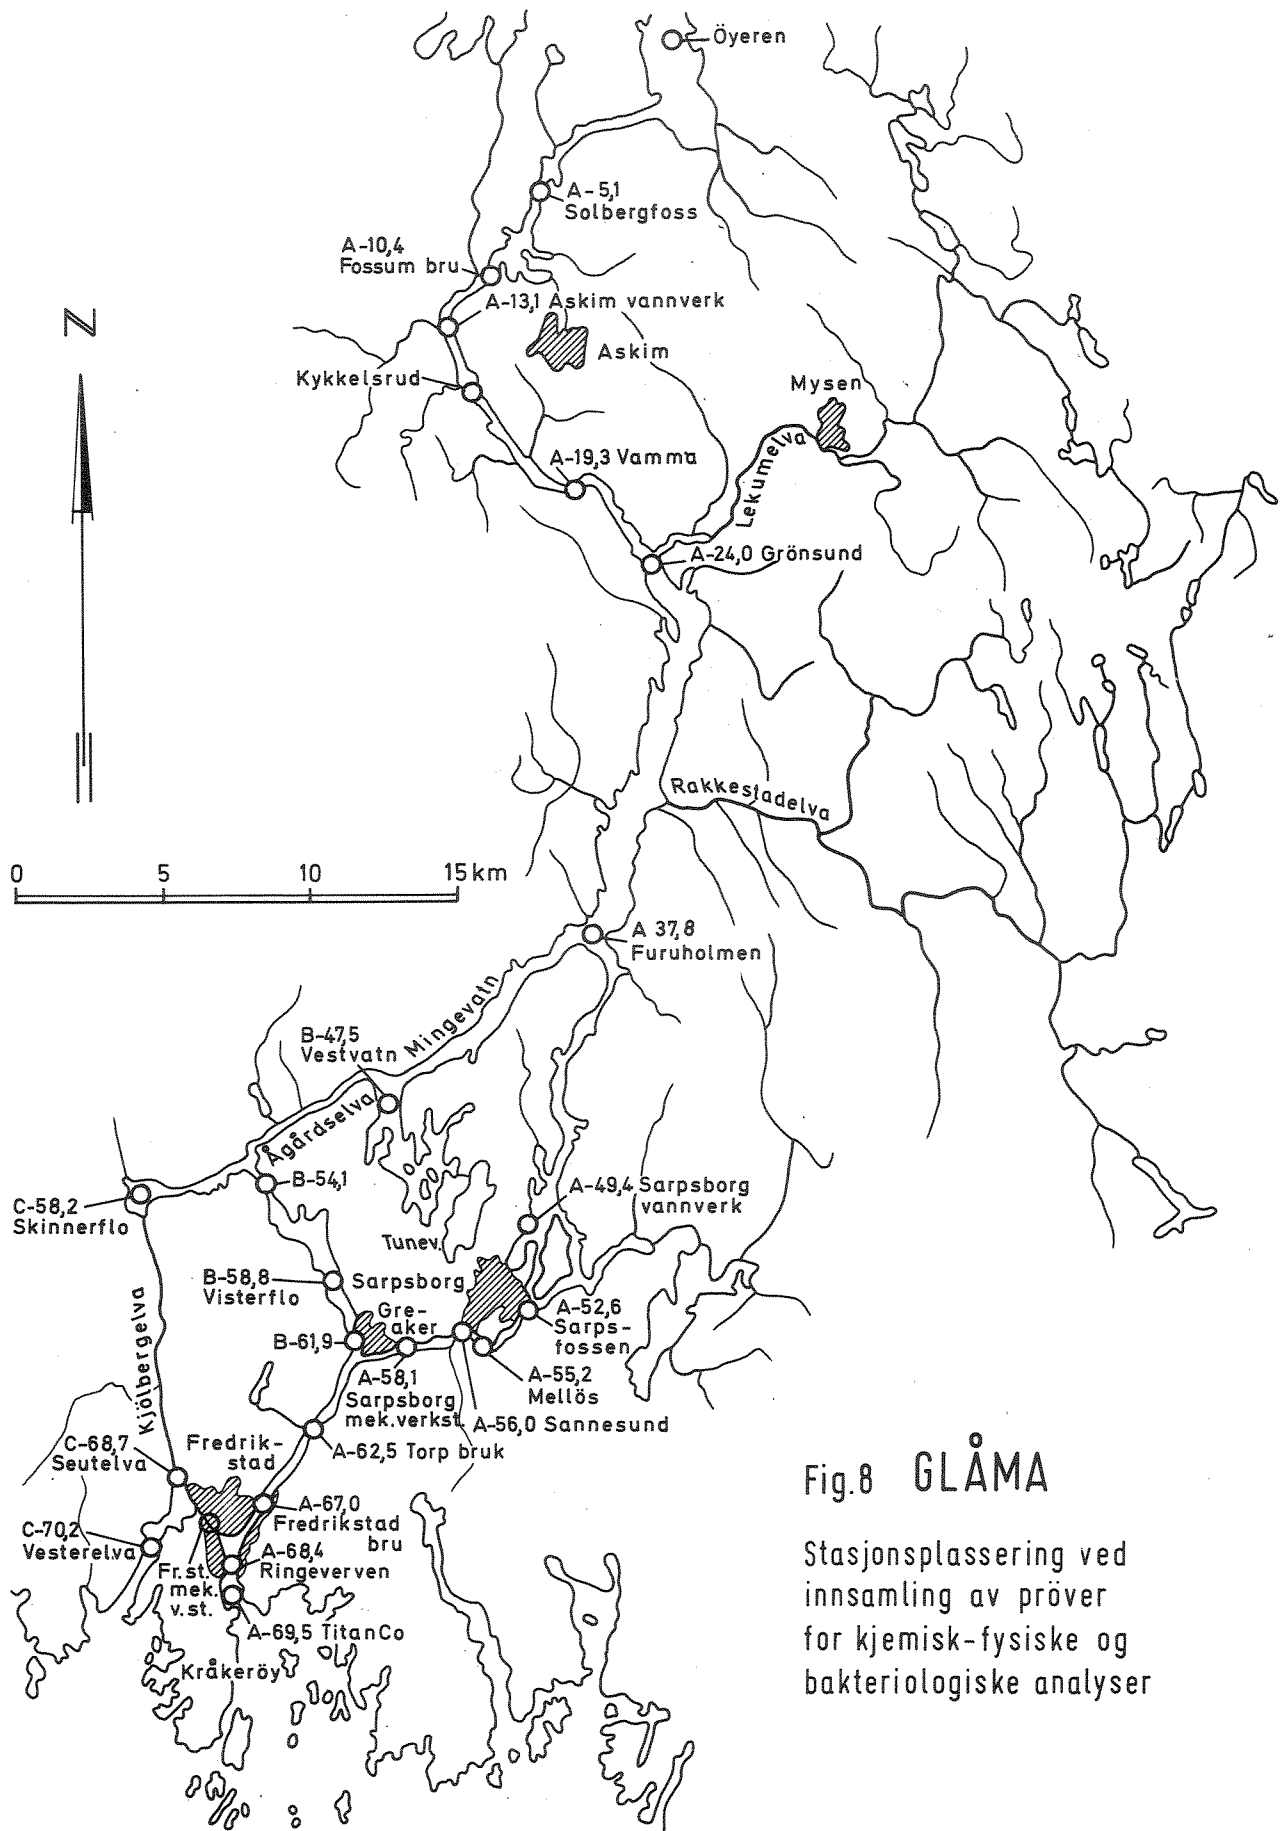 Öyeren
A-5,1
Solbergfoss
A-10,4
Fossum bru
A-13,1 Askim vannverk
N
Askim
Kykkelsrud
Mysen
A-19,3 Vamma
Lekumelva
A-24,0 Grönsund
Rakkestadelva
0 5 10 15 km
A 37,8
Furuholmen
Mingevatn
B-47,5
Vestvatn
Ågårdselva
B-54,1
A-49,4 Sarpsborg
vannverk
C-58,2
Skinnerflo
Tunev.
B-58,8
Visterflo
Sarpsborg
Gre-
åker
A-52,6
Sarps-
fossen
B-61,9
Kjölbergelva
A-58,1
Sarpsborg
mek.verkst.
A-55,2
Mellös
A-56,0 Sannesund
A-62,5 Torp bruk
Fredrik-
stad
C-68,7
Seutelva
A-67,0
Fredrikstad
bru
C-70,2
Vesterelva
A-68,4
Ringeverven
Fr.st.
mek.
v.st.
A-69,5 TitanCo
Kråkeröy
Fig.8 GLÅMA
Stasjonsplassering ved
innsamling av pröver
for kjemisk-fysiske og
bakteriologiske analyser